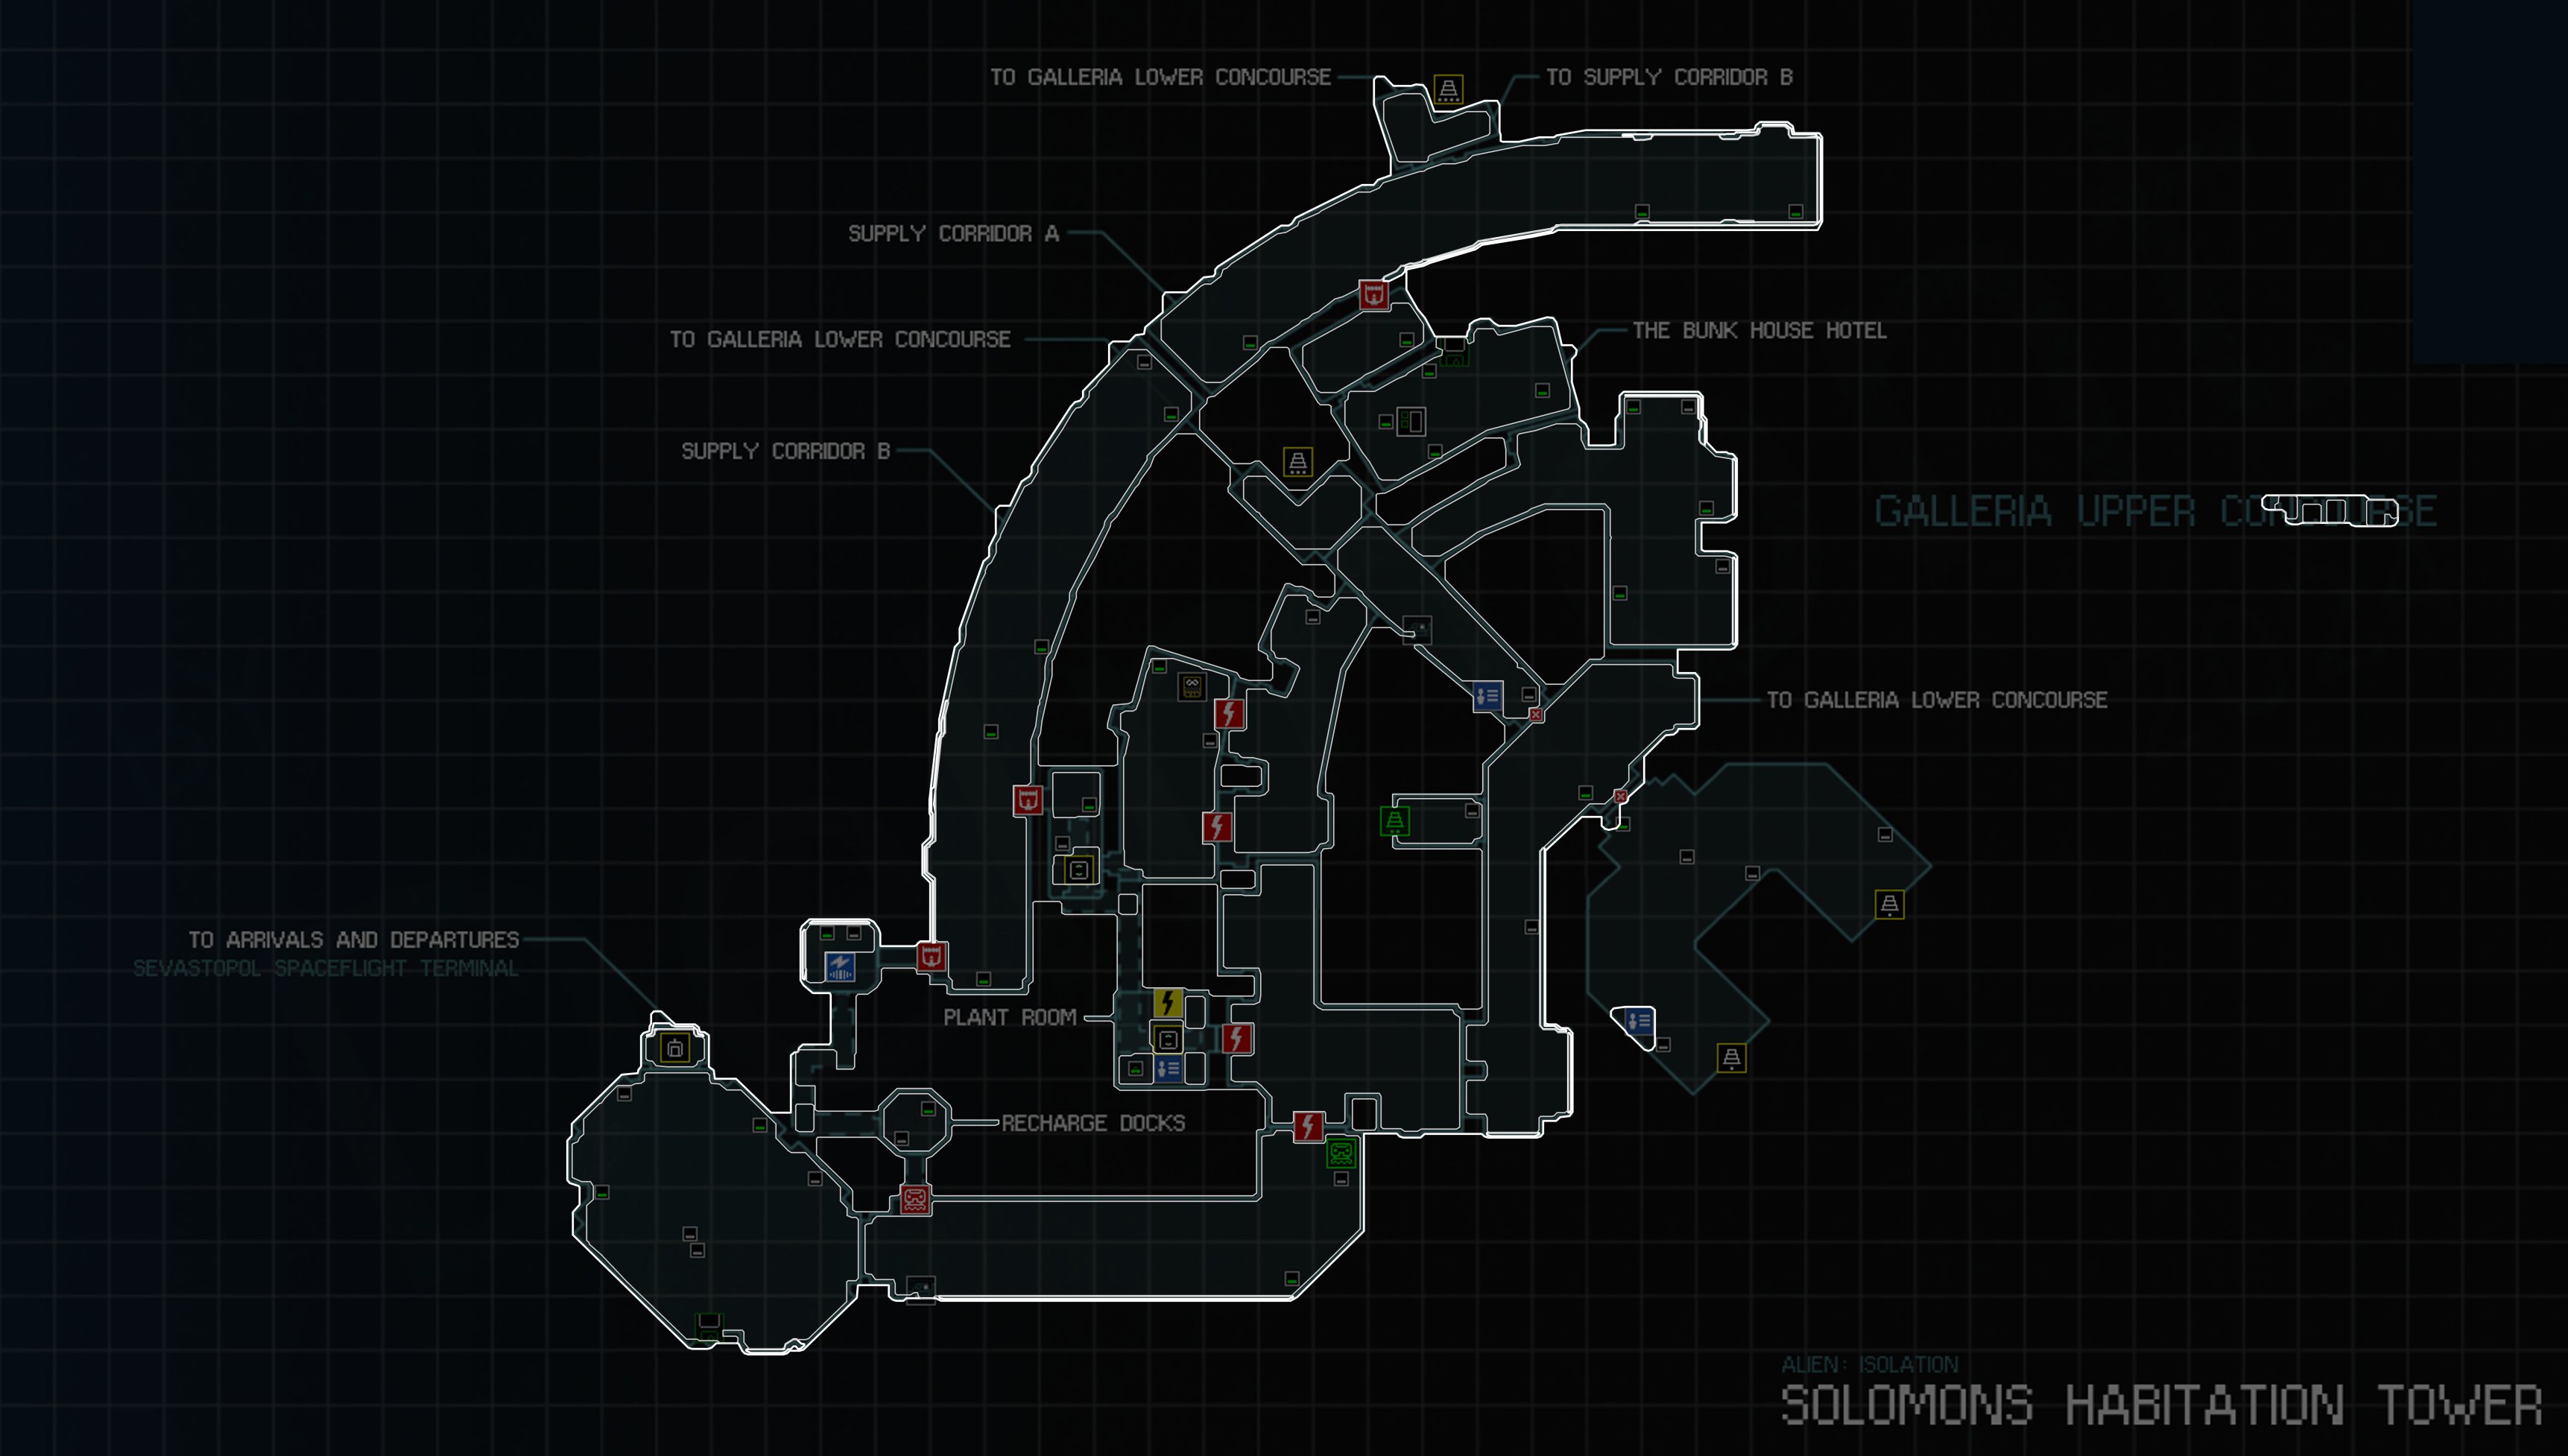 TO GALLERIA LOWER CONCOURSE
TO SUPPLY CORRIDOR B
SUPPLY CORRIDOR A
THE BUNK HOUSE HOTEL
TO GALLERIA LOWER CONCOURSE
SUPPLY CORRIDOR B
GALLERIA UPPER CONCOURSE
TO GALLERIA LOWER CONCOURSE
TO ARRIVALS AND DEPARTURES
SEVASTOPOL SPACEFLIGHT TERMINAL
PLANT ROOM
RECHARGE DOCKS
ALIEN: ISOLATION
SOLOMONS HABITATION TOWER